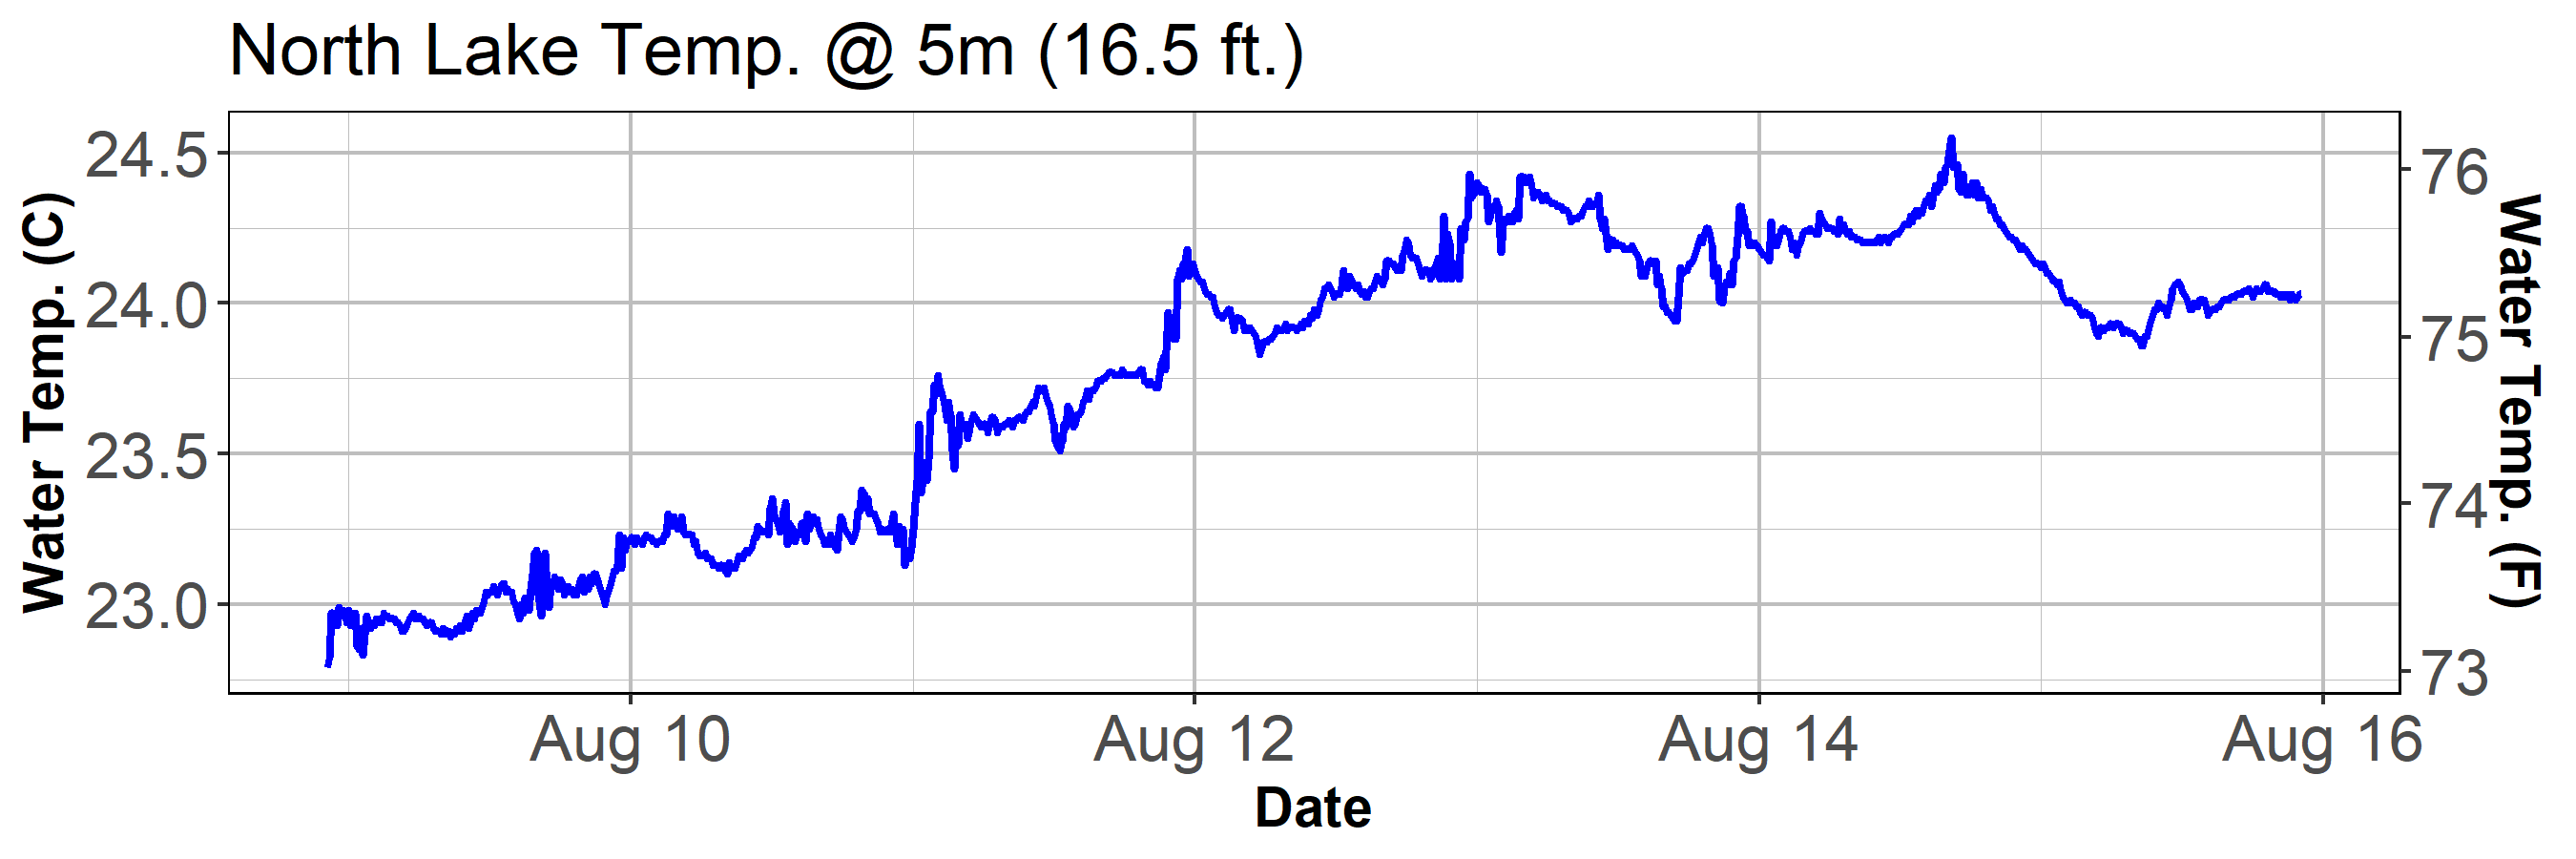 North Lake Temp. @ 5m (16.5 ft.)
Water Temp. (C)
24.5
24.0
23.5
23.0
76
75
74
73
Water Temp. (F)
Aug 10
Aug 12
Aug 14
Aug 16
Date